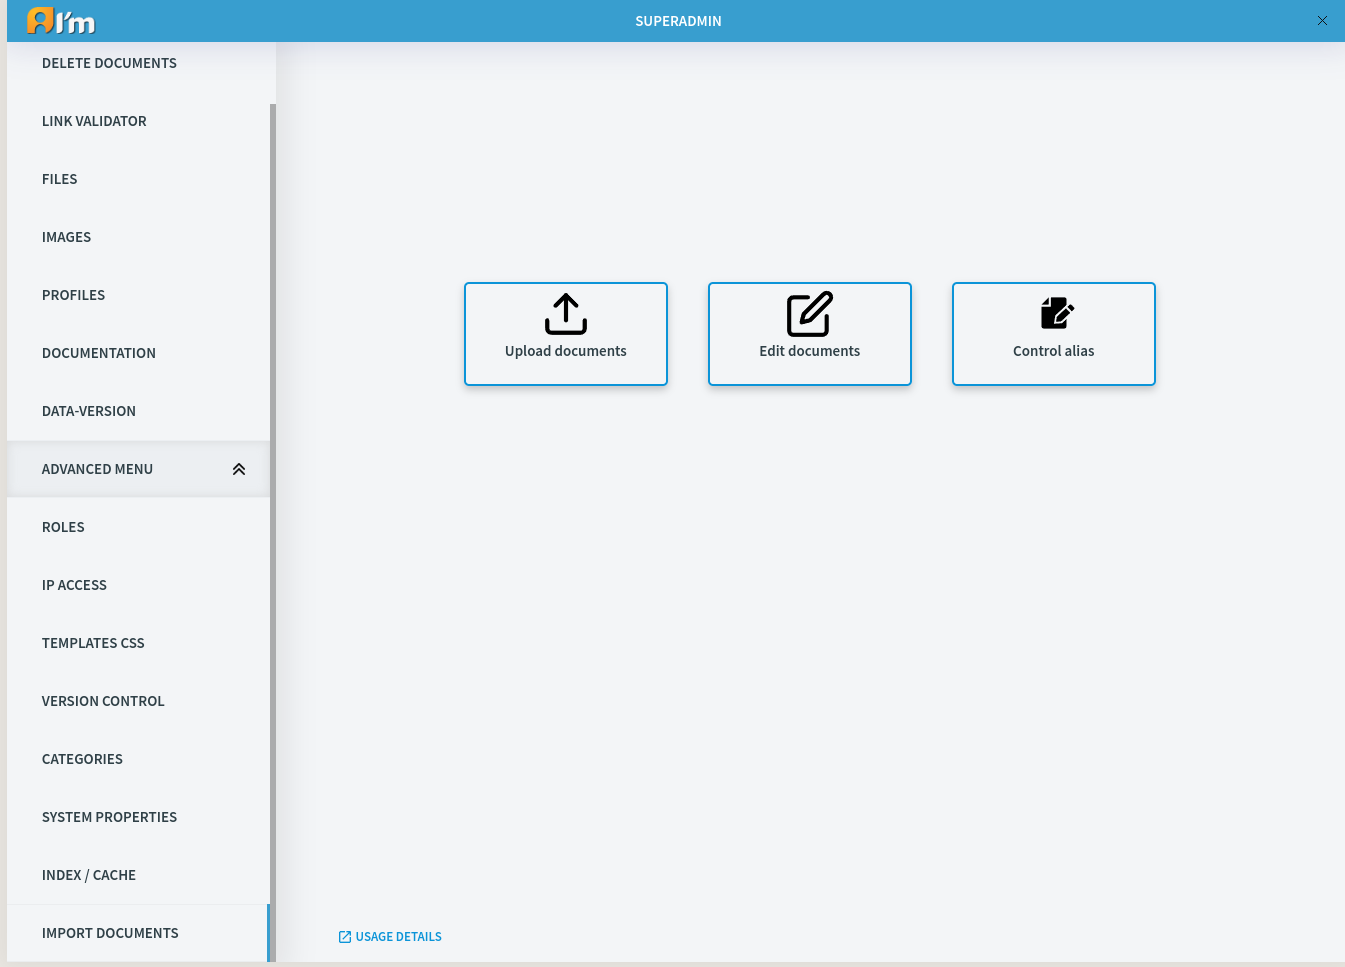 I'm
SUPERADMIN
DELETE DOCUMENTS
LINK VALIDATOR
FILES
IMAGES
PROFILES
DOCUMENTATION
DATA-VERSION
ADVANCED MENU
ROLES
IP ACCESS
TEMPLATES CSS
VERSION CONTROL
CATEGORIES
SYSTEM PROPERTIES
INDEX / CACHE
IMPORT DOCUMENTS
Upload documents
Edit documents
Control alias
USAGE DETAILS